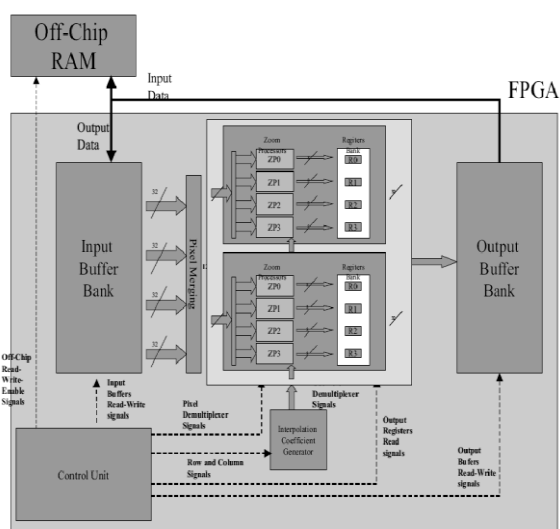 Off-Chip
RAM
FPGA
Input
Data
Output
Data
Input
Buffer
Bank
32
32
32
32
Pixel Merging
Zoom
Processors
ZP0
ZP1
ZP2
ZP3
Regiters
Bank
R0
R1
R2
R3
Zoom
Processors
ZP0
ZP1
ZP2
ZP3
Regiters
Bank
R0
R1
R2
R3
Output
Buffer
Bank
Off-Chip
Read-
Write-
Enable
Signals
Input
Buffers
Read-Write
signals
Pixel
Demultiplexer
Signals
Demultiplexer
Signals
Interpolation
Coefficient
Generator
Output
Registers
Read
signals
Row and Column
Signals
Control Unit
Output
Bufers
Read-Write
signals